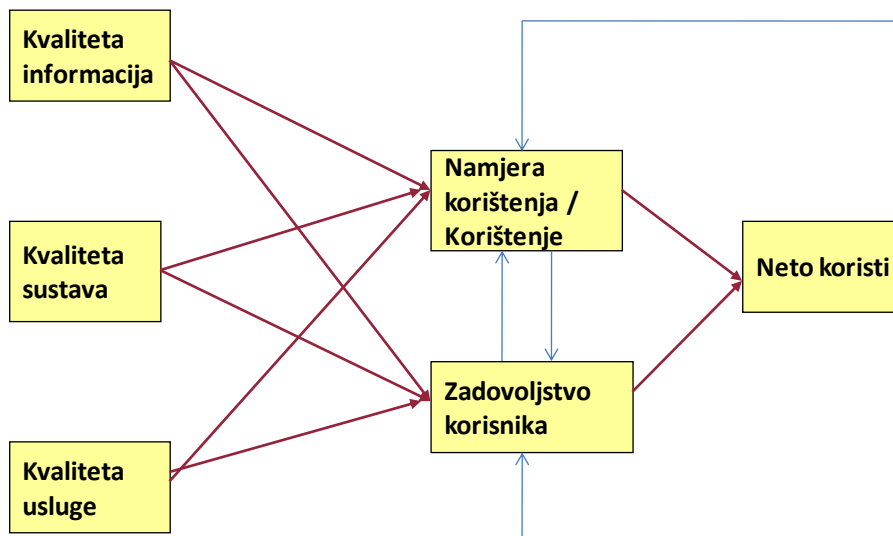 Kvaliteta
informacija
Namjera
korištenja /
Korištenje
Kvaliteta
sustava
Neto koristi
Zadovoljstvo
korisnika
Kvaliteta
usluge